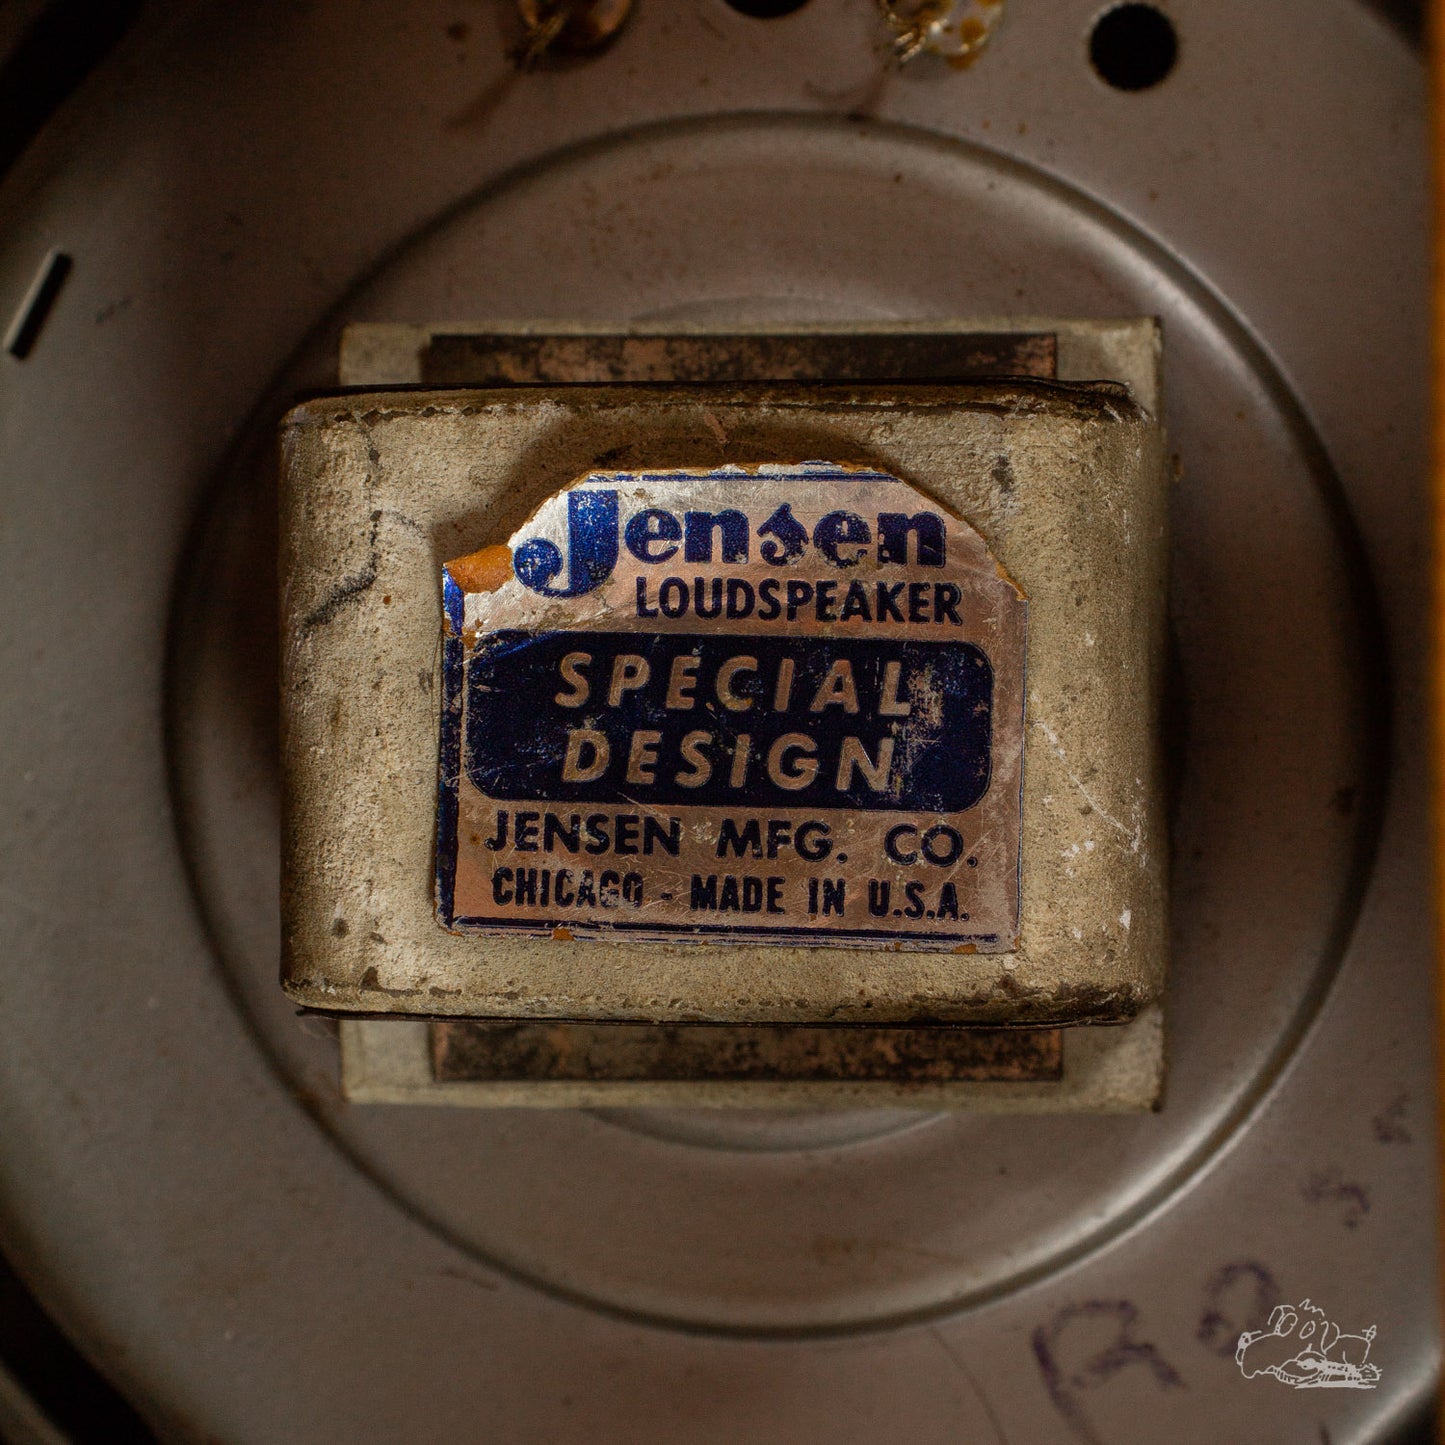 Jensen
LOUDSPEAKER
SPECIAL
DESIGN
JENSEN MFG. CO.
CHICAGO - MADE IN U.S.A.